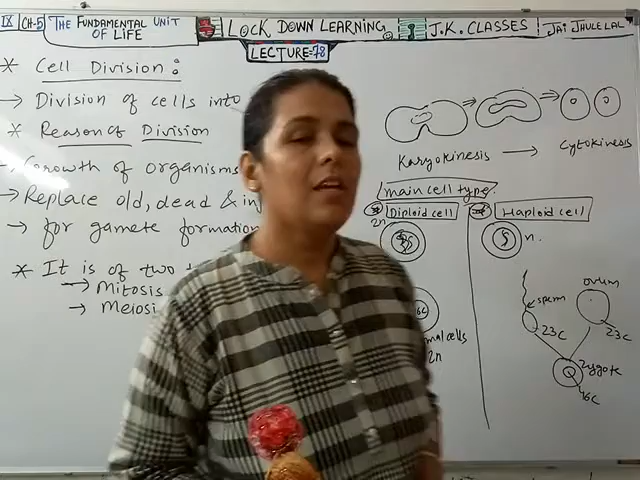 IX CH-5 THE FUNDAMENTAL UNIT OF LIFE
LOCK DOWN LEARNING
J.K. CLASSES
JAI JHULELAL
LECTURE:78
* Cell Division:
→ Division of cells into
* Reason of Division
→ Growth of organisms
→ Replace old, dead & inj
→ for gamete formation
* It is of two
→ Mitosis
→ Meiosi
Karyokinesis → Cytokinesis
main cell type
Diploid cell
2n
Haploid cell
n.
6c
mal cells
2n
sperm
23c
ovum
23c
Zygote
46c